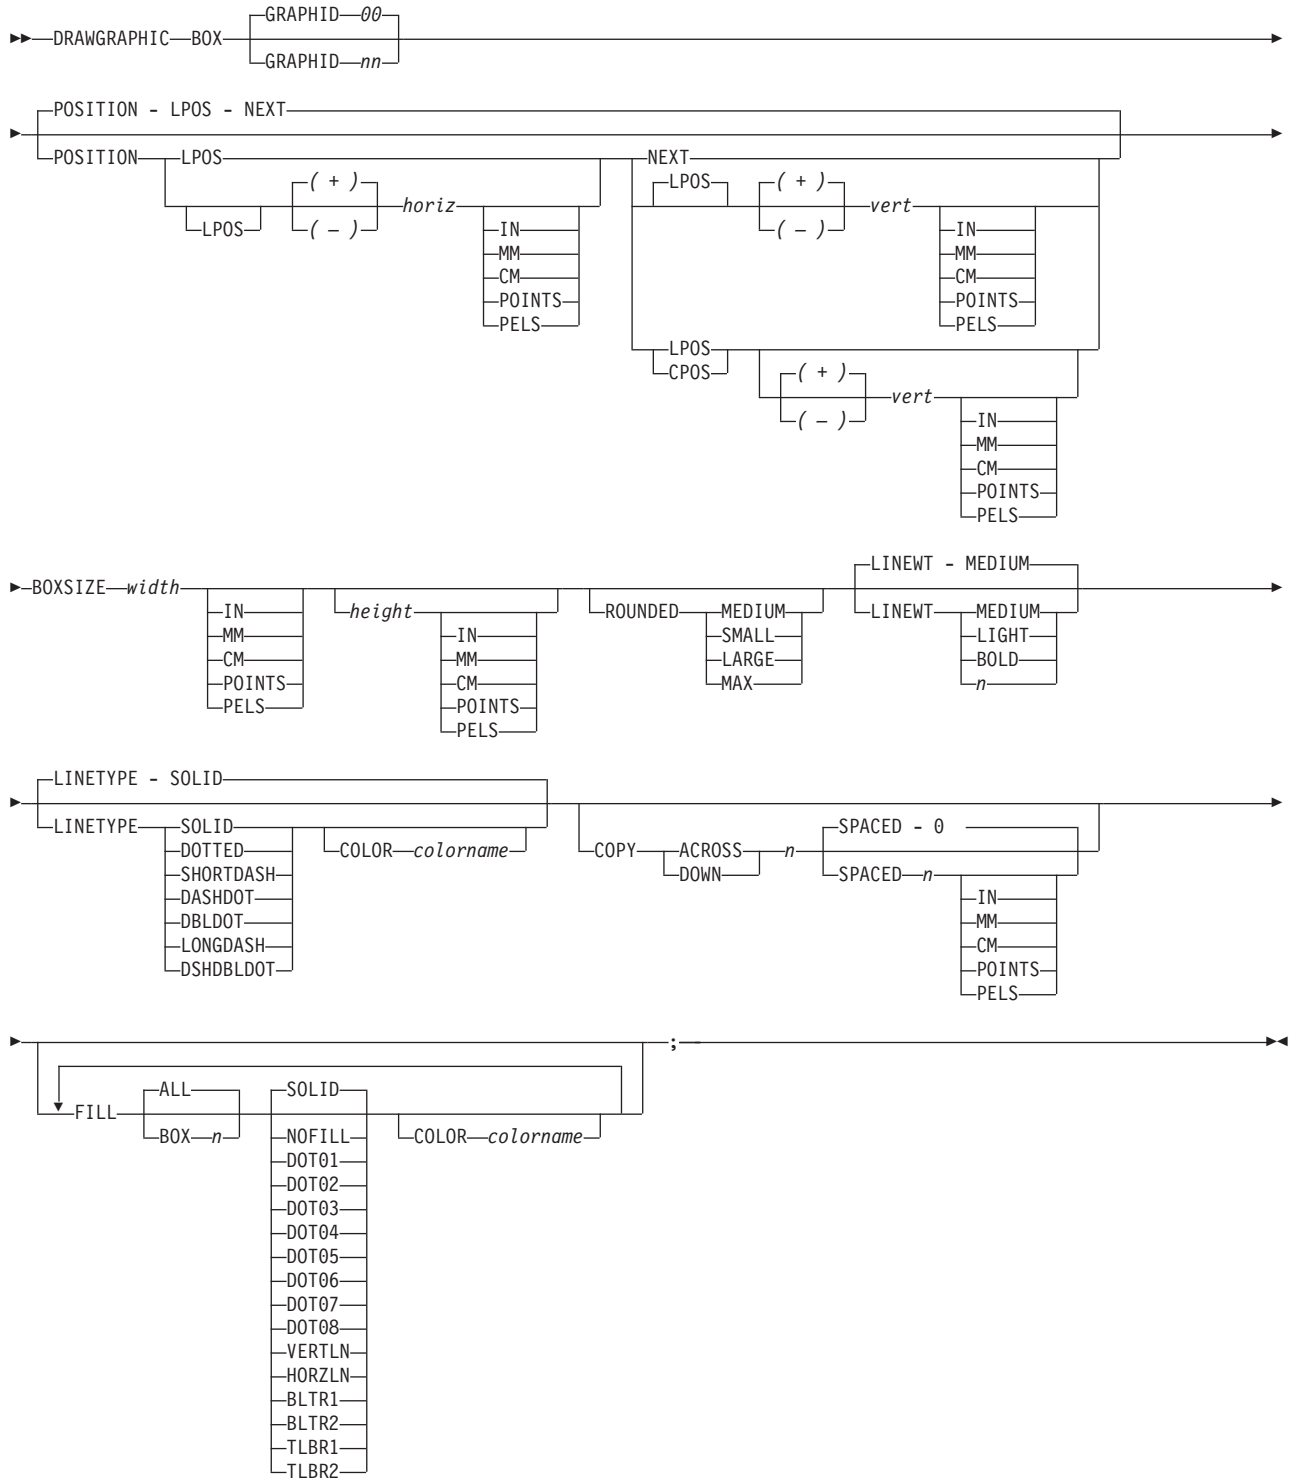 GRAPHID 00
DRAWGRAPHIC BOX
GRAPHID nn
POSITION - LPOS - NEXT
POSITION LPOS NEXT
( + ) LPOS ( + )
horiz vert
LPOS ( – ) IN ( – ) IN
MM MM
CM CM
POINTS POINTS
PELS PELS
LPOS
CPOS ( + )
vert
( – ) IN
MM
CM
POINTS
PELS
LINEWT - MEDIUM
BOXSIZE width
IN height ROUNDED MEDIUM LINEWT MEDIUM
MM IN SMALL LIGHT
CM MM LARGE BOLD
POINTS CM MAX n
PELS POINTS
PELS
LINETYPE - SOLID
LINETYPE SOLID SPACED - 0
DOTTED COLOR colorname COPY ACROSS n
SHORTDASH DOWN SPACED n
DASHDOT IN
DBLDOT MM
LONGDASH CM
DSHDBLDOT POINTS
PELS
;
ALL SOLID
FILL
BOX n NOFILL COLOR colorname
DOT01
DOT02
DOT03
DOT04
DOT05
DOT06
DOT07
DOT08
VERTLN
HORZLN
BLTR1
BLTR2
TLBR1
TLBR2